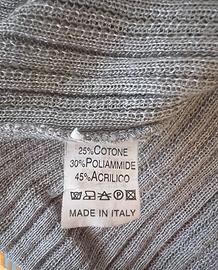 25%COTONE
30%POLIAMMIDE
45%ACRILICO
MADE IN ITALY